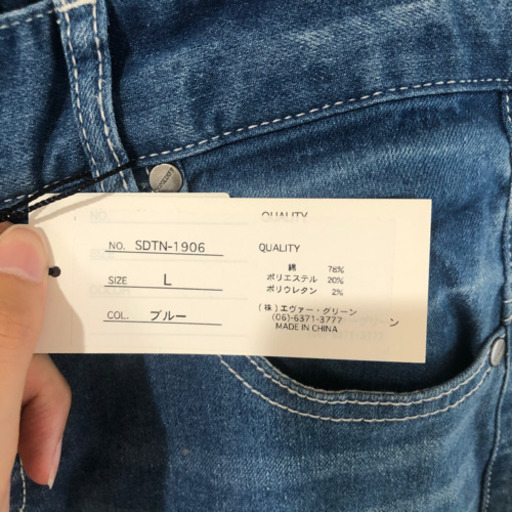 QUALITY
NO. SDTN-1906
SIZE L
COL. ブルー
QUALITY
綿 78%
ポリエステル 20%
ポリウレタン 2%
(株)エヴァー・グリーン
(06)-6371-3777
MADE IN CHINA